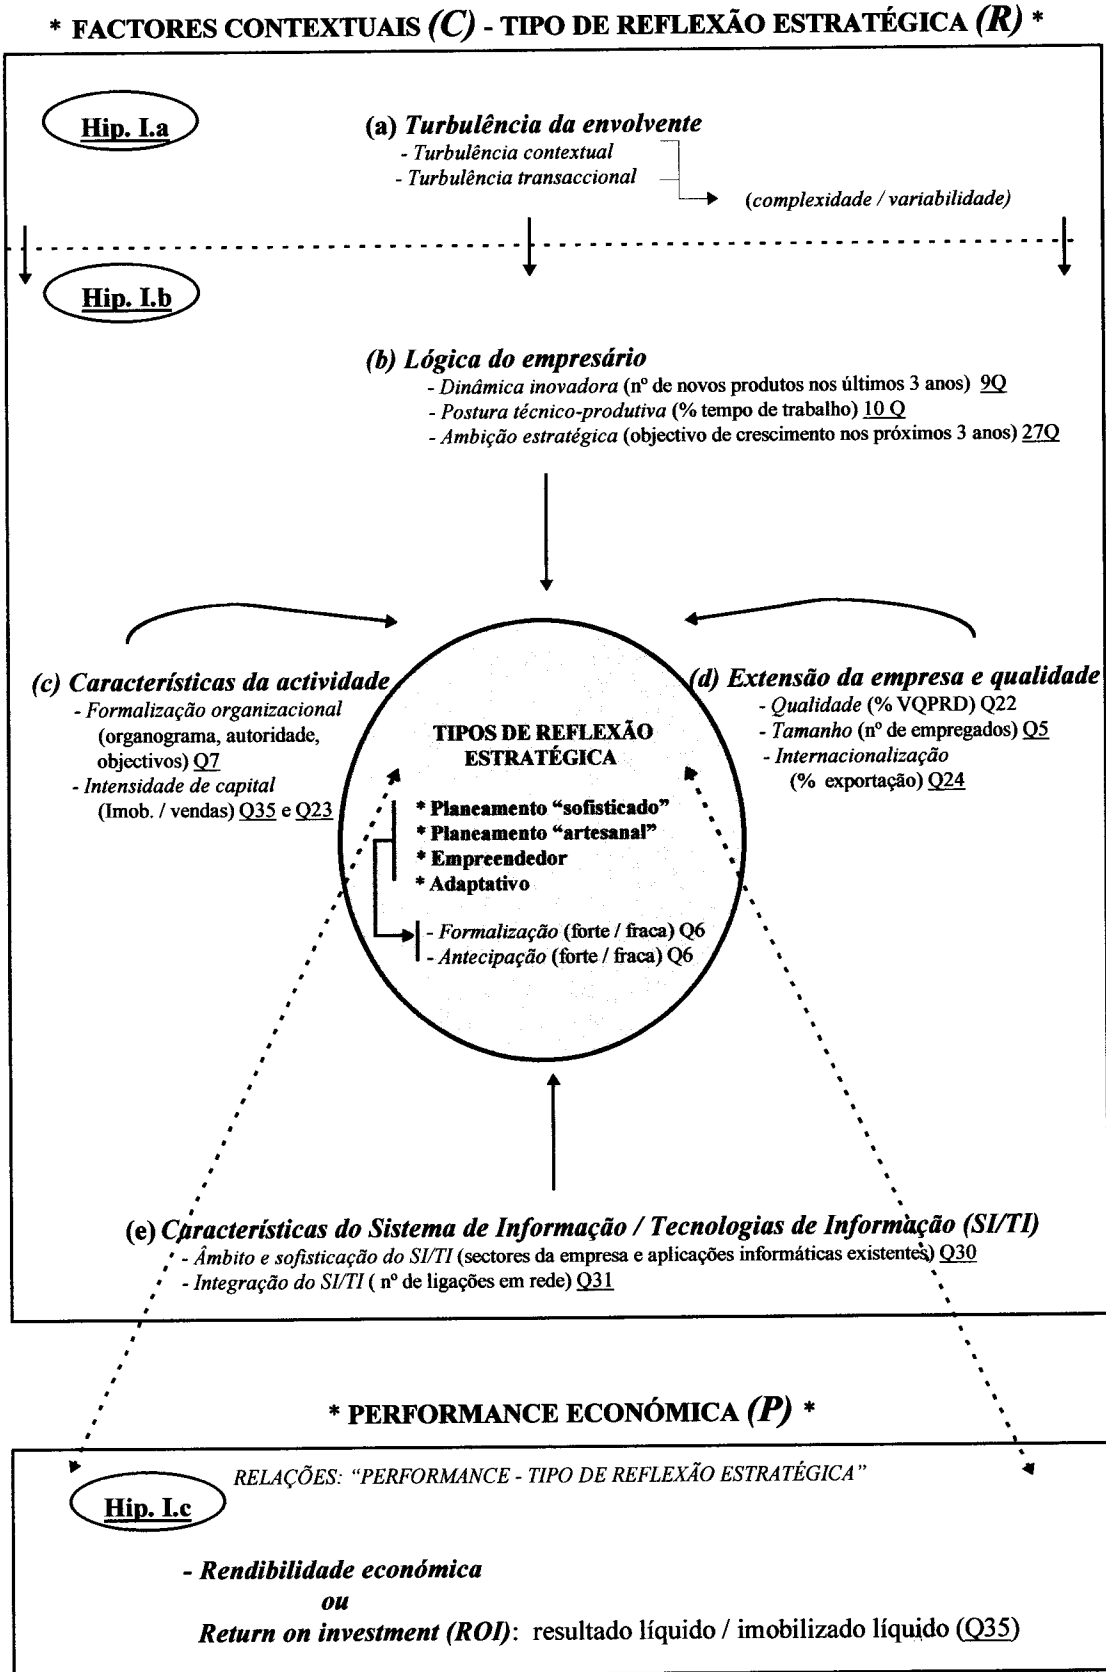 * FACTORES CONTEXTUAIS (C) - TIPO DE REFLEXÃO ESTRATÉGICA (R) *
Hip. I.a
(a) Turbulência da envolvente
- Turbulência contextual
- Turbulência transaccional
(complexidade / variabilidade)
Hip. I.b
(b) Lógica do empresário
- Dinâmica inovadora (nº de novos produtos nos últimos 3 anos) 9Q
- Postura técnico-produtiva (% tempo de trabalho) 10 Q
- Ambição estratégica (objectivo de crescimento nos próximos 3 anos) 27Q
(c) Características da actividade
- Formalização organizacional
(organograma, autoridade,
objectivos) Q7
- Intensidade de capital
(Imob. / vendas) Q35 e Q23
(d) Extensão da empresa e qualidade
- Qualidade (% VQPRD) Q22
- Tamanho (nº de empregados) Q5
- Internacionalização
(% exportação) Q24
TIPOS DE REFLEXÃO
ESTRATÉGICA
* Planeamento “sofisticado”
* Planeamento “artesanal”
* Empreendedor
* Adaptativo
- Formalização (forte / fraca) Q6
- Antecipação (forte / fraca) Q6
(e) Características do Sistema de Informação / Tecnologias de Informação (SI/TI)
- Âmbito e sofisticação do SI/TI (sectores da empresa e aplicações informáticas existentes) Q30
- Integração do SI/TI ( nº de ligações em rede) Q31
* PERFORMANCE ECONÓMICA (P) *
RELAÇÕES: “PERFORMANCE - TIPO DE REFLEXÃO ESTRATÉGICA”
Hip. I.c
- Rendibilidade económica
ou
Return on investment (ROI): resultado líquido / imobilizado líquido (Q35)